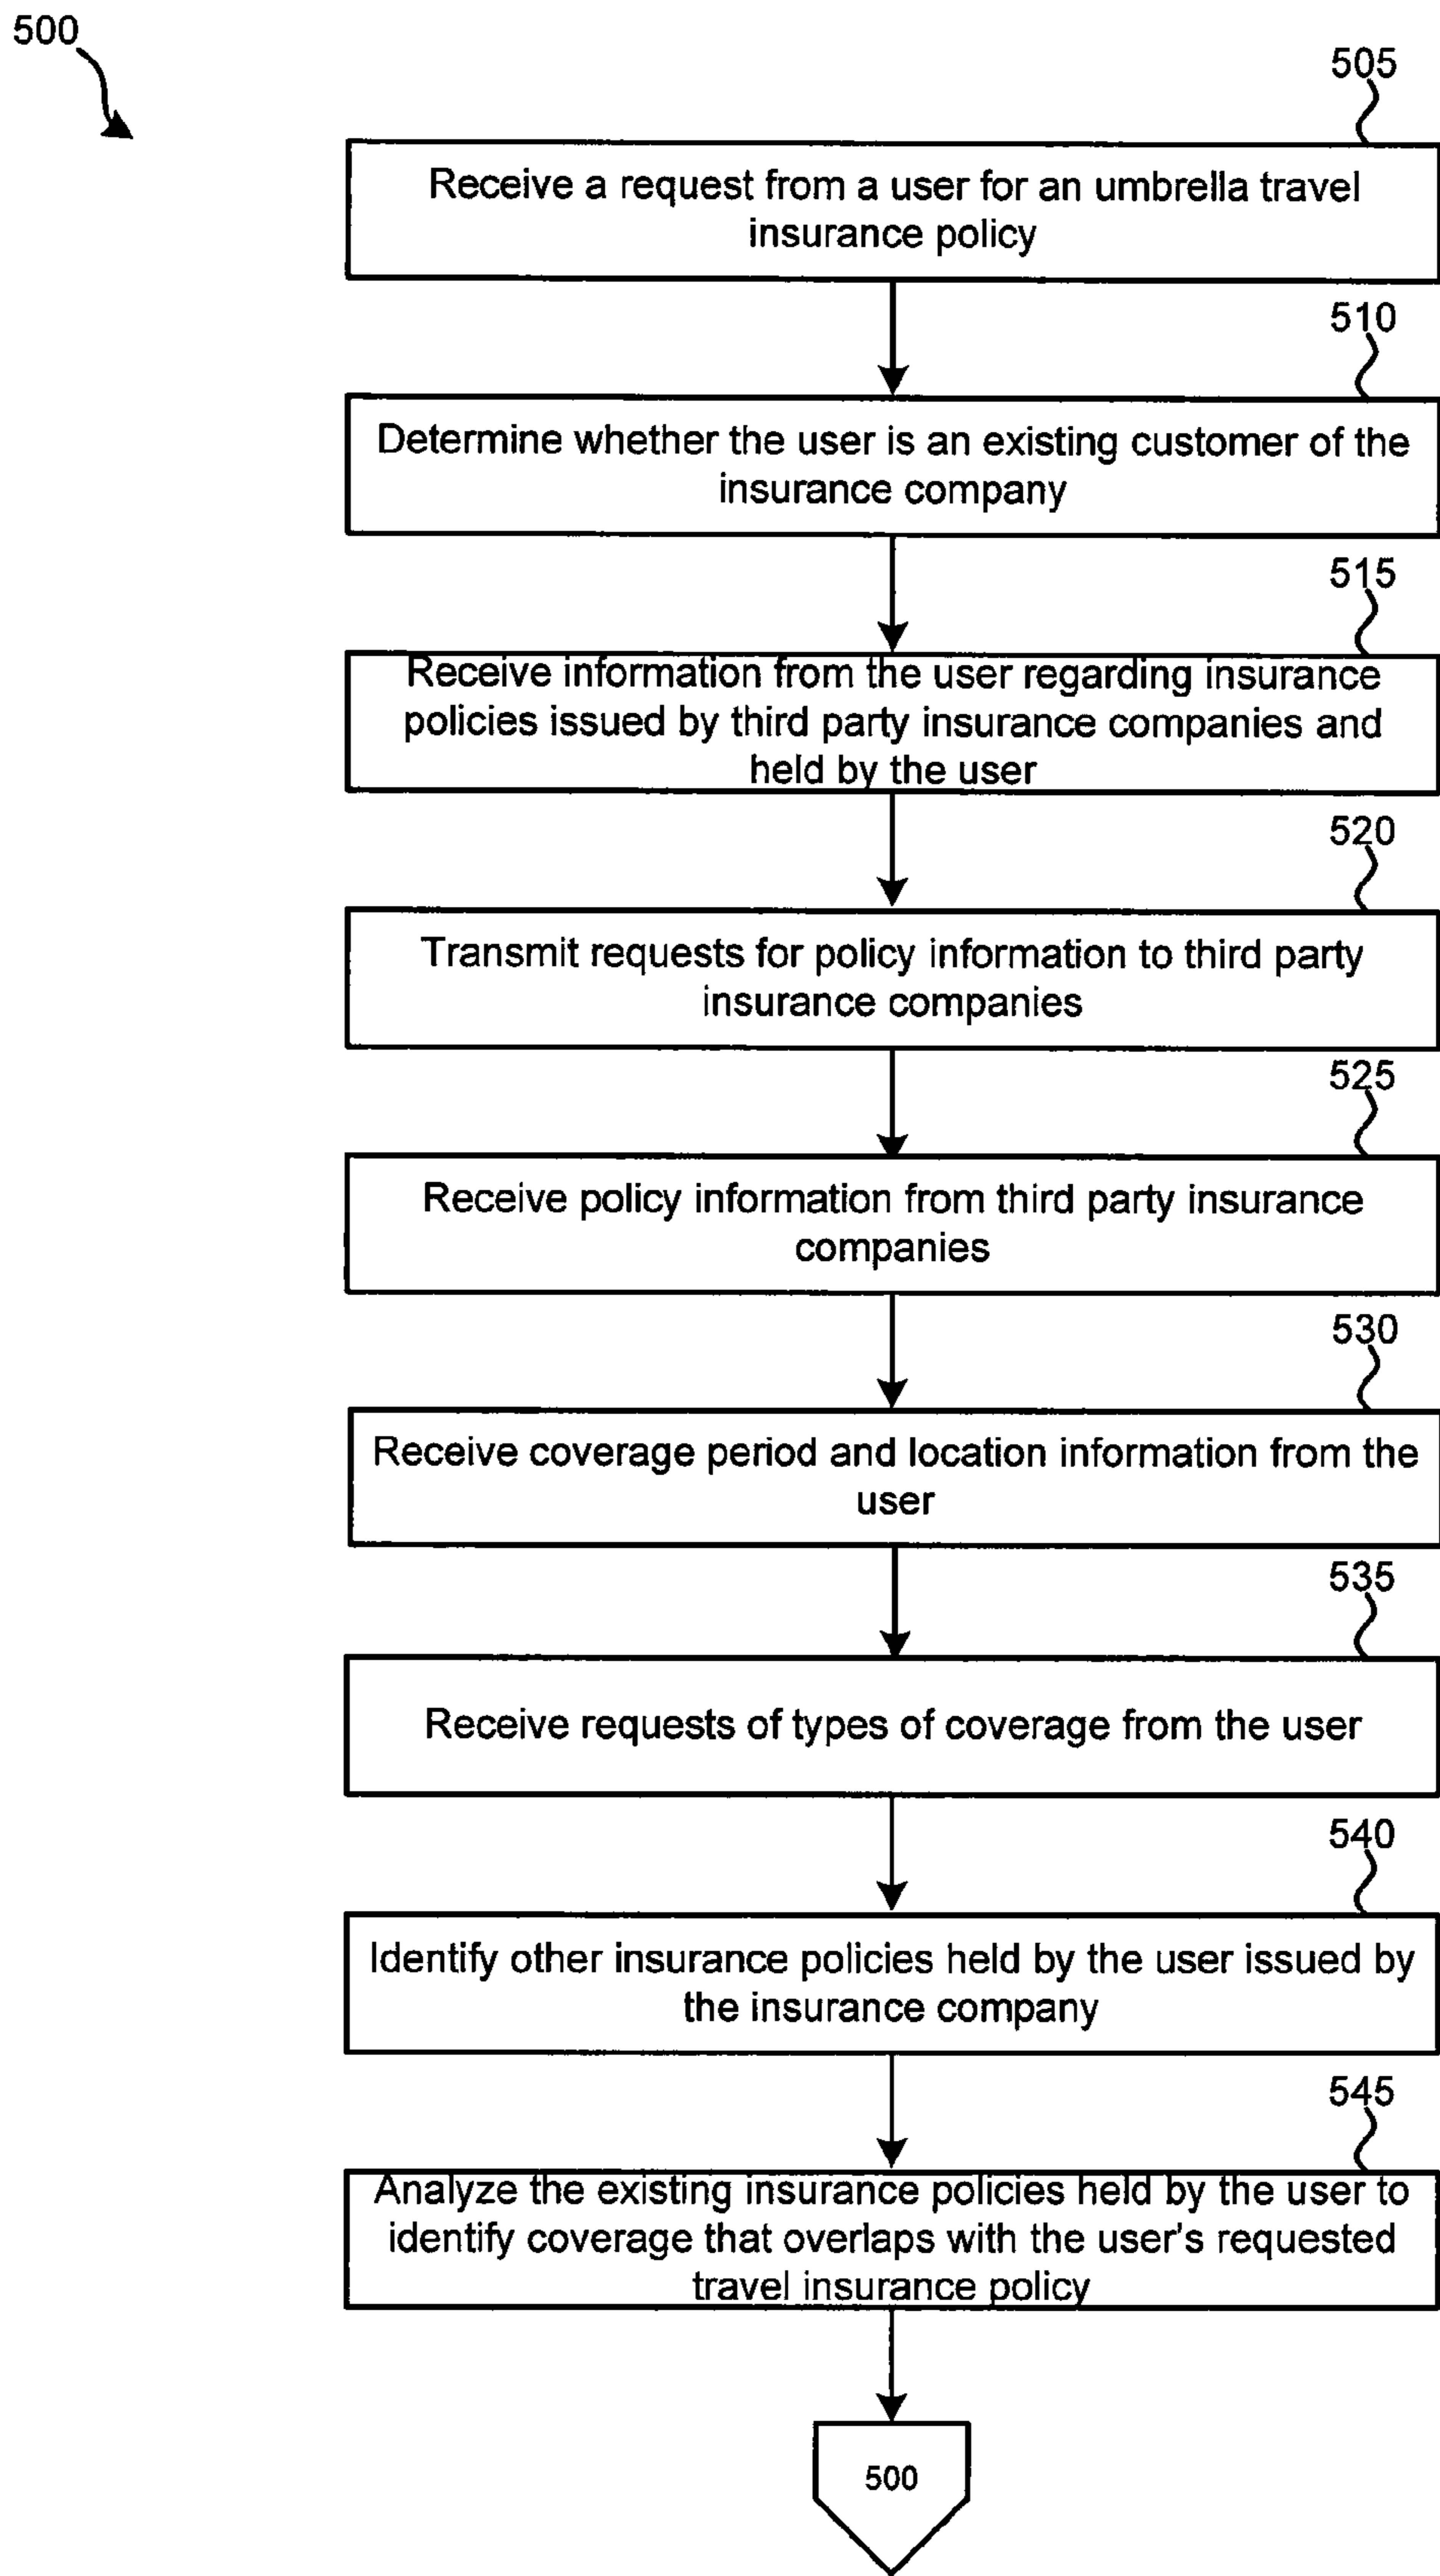 500
505
Receive a request from a user for an umbrella travel
insurance policy
510
Determine whether the user is an existing customer of the
insurance company
515
Receive information from the user regarding insurance
policies issued by third party insurance companies and
held by the user
520
Transmit requests for policy information to third party
insurance companies
525
Receive policy information from third party insurance
companies
530
Receive coverage period and location information from the
user
535
Receive requests of types of coverage from the user
540
Identify other insurance policies held by the user issued by
the insurance company
545
Analyze the existing insurance policies held by the user to
identify coverage that overlaps with the user's requested
travel insurance policy
500